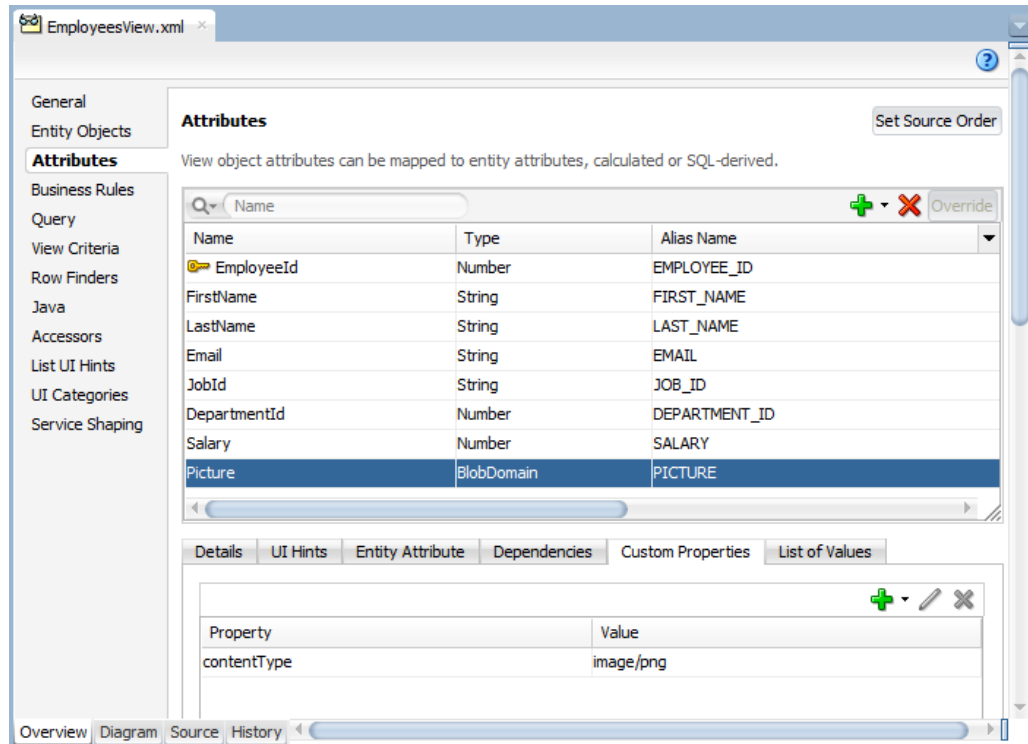 EmployeesView.xml
General
Entity Objects
Attributes
Business Rules
Query
View Criteria
Row Finders
Java
Accessors
List UI Hints
UI Categories
Service Shaping
Attributes
Set Source Order
View object attributes can be mapped to entity attributes, calculated or SQL-derived.
Name
Override
Name Type Alias Name
EmployeeId Number EMPLOYEE_ID
FirstName String FIRST_NAME
LastName String LAST_NAME
Email String EMAIL
JobId String JOB_ID
DepartmentId Number DEPARTMENT_ID
Salary Number SALARY
Picture BlobDomain PICTURE
Details UI Hints Entity Attribute Dependencies Custom Properties List of Values
Property Value
contentType image/png
Overview Diagram Source History